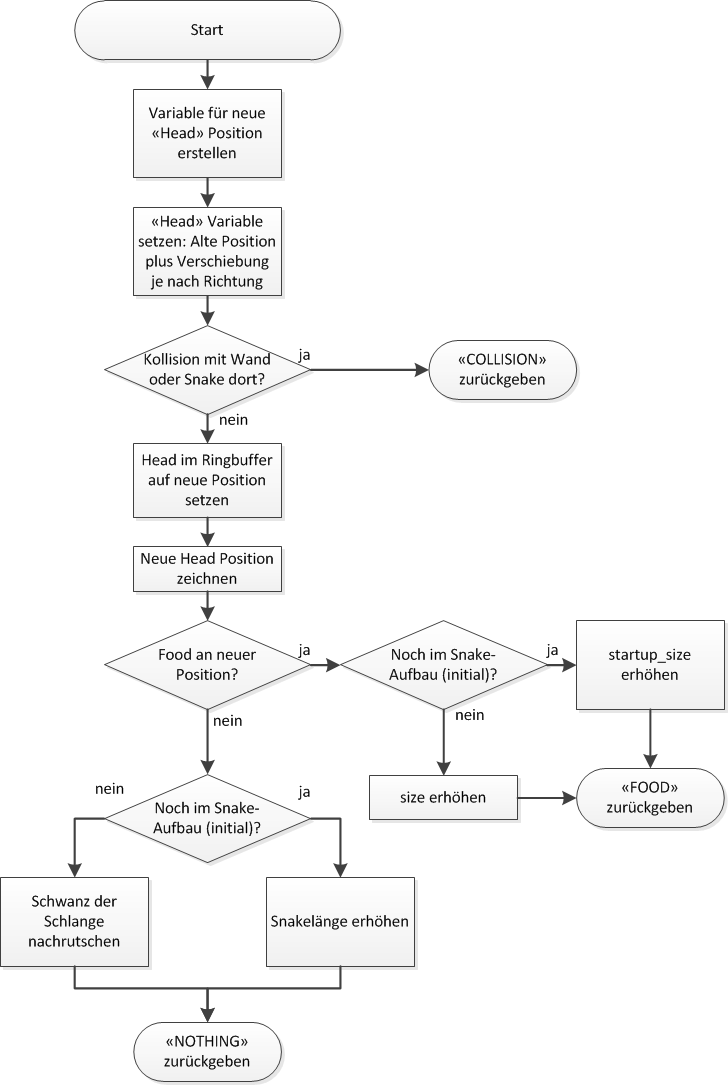 Start
Variable für neue
«Head» Position
erstellen
«Head» Variable
setzen: Alte Position
plus Verschiebung
je nach Richtung
Kollision mit Wand
oder Snake dort?
ja
«COLLISION»
zurückgeben
nein
Head im Ringbuffer
auf neue Position
setzen
Neue Head Position
zeichnen
Food an neuer
Position?
ja
Noch im Snake-
Aufbau (initial)?
ja
startup_size
erhöhen
nein
nein
size erhöhen
«FOOD»
zurückgeben
nein
Noch im Snake-
Aufbau (initial)?
ja
Schwanz der
Schlange
nachrutschen
Snakelänge erhöhen
«NOTHING»
zurückgeben